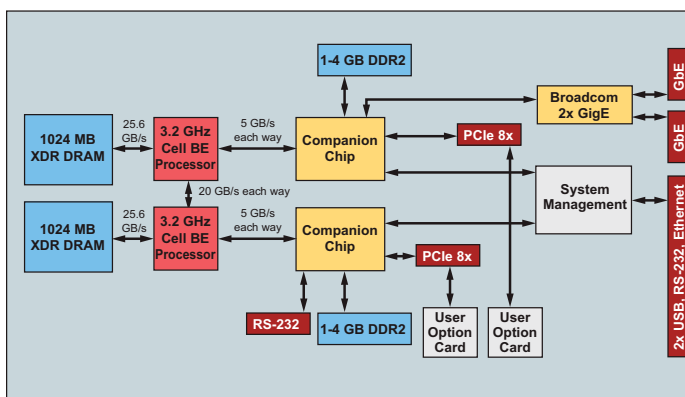 1-4 GB DDR2
GbE
Broadcom
2x GigE
GbE
1024 MB
XDR DRAM
25.6
GB/s
3.2 GHz
Cell BE
Processor
5 GB/s
each way
Companion
Chip
PCIe 8x
20 GB/s each way
System
Management
1024 MB
XDR DRAM
25.6
GB/s
3.2 GHz
Cell BE
Processor
5 GB/s
each way
Companion
Chip
PCIe 8x
2x USB, RS-232, Ethernet
RS-232
1-4 GB DDR2
User
Option
Card
User
Option
Card